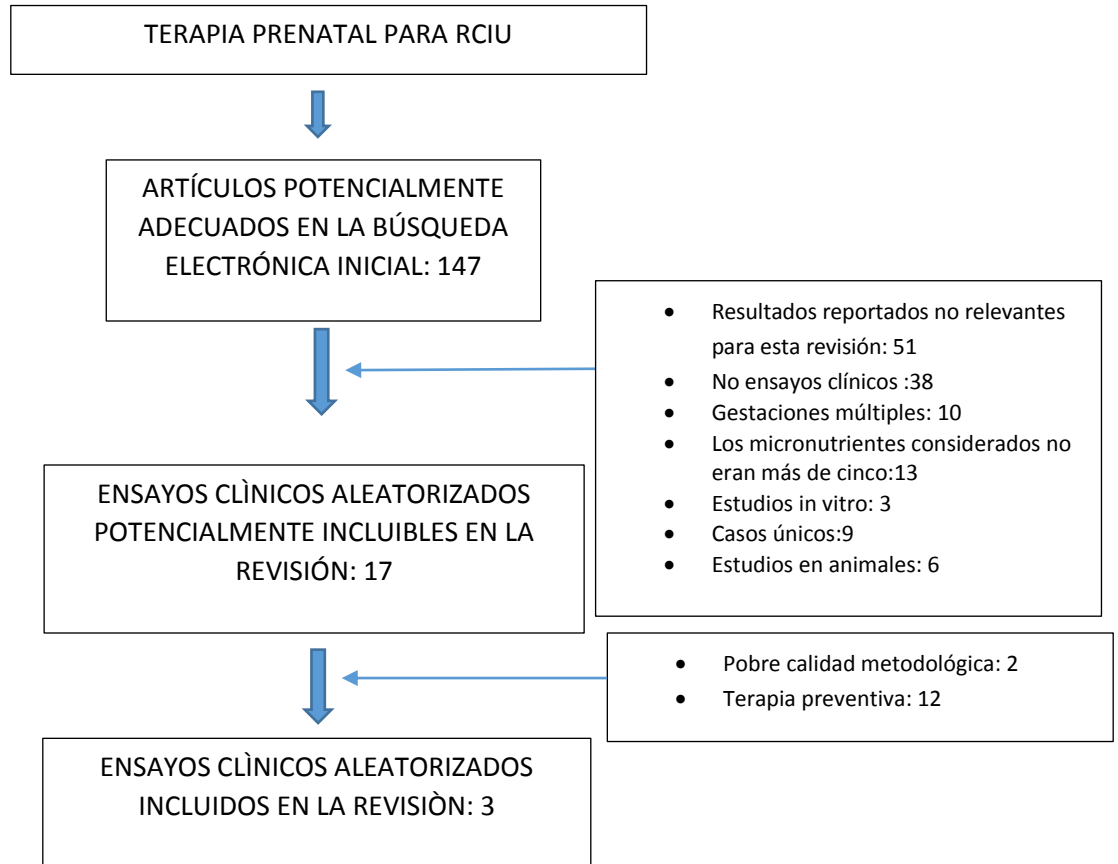 TERAPIA PRENATAL PARA RCIU
ARTÍCULOS POTENCIALMENTE
ADECUADOS EN LA BÚSQUEDA
ELECTRÓNICA INICIAL: 147
• Resultados reportados no relevantes
para esta revisión: 51
• No ensayos clínicos :38
• Gestaciones múltiples: 10
• Los micronutrientes considerados no
eran más de cinco:13
• Estudios in vitro: 3
• Casos únicos:9
• Estudios en animales: 6
ENSAYOS CLÌNICOS ALEATORIZADOS
POTENCIALMENTE INCLUIBLES EN LA
REVISIÓN: 17
• Pobre calidad metodológica: 2
• Terapia preventiva: 12
ENSAYOS CLÌNICOS ALEATORIZADOS
INCLUIDOS EN LA REVISIÒN: 3